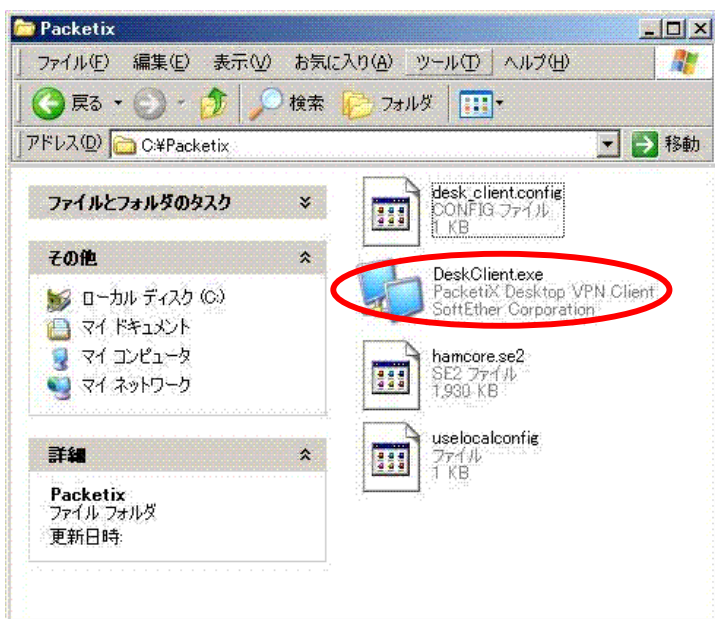 Packetix
ファイル(F) 編集(E) 表示(V) お気に入り(A) ツール(T) ヘルプ(H)
戻る 検索 フォルダ
アドレス(D) C:¥Packetix 移動
ファイルとフォルダのタスク
その他
ローカル ディスク (C:)
マイ ドキュメント
マイ コンピュータ
マイ ネットワーク
詳細
Packetix
ファイル フォルダ
更新日時:
desk_client.config
CONFIG ファイル
1 KB
DeskClient.exe
PacketiX Desktop VPN Client
SoftEther Corporation
hamcore.se2
SE2 ファイル
1,930 KB
uselocalconfig
ファイル
1 KB